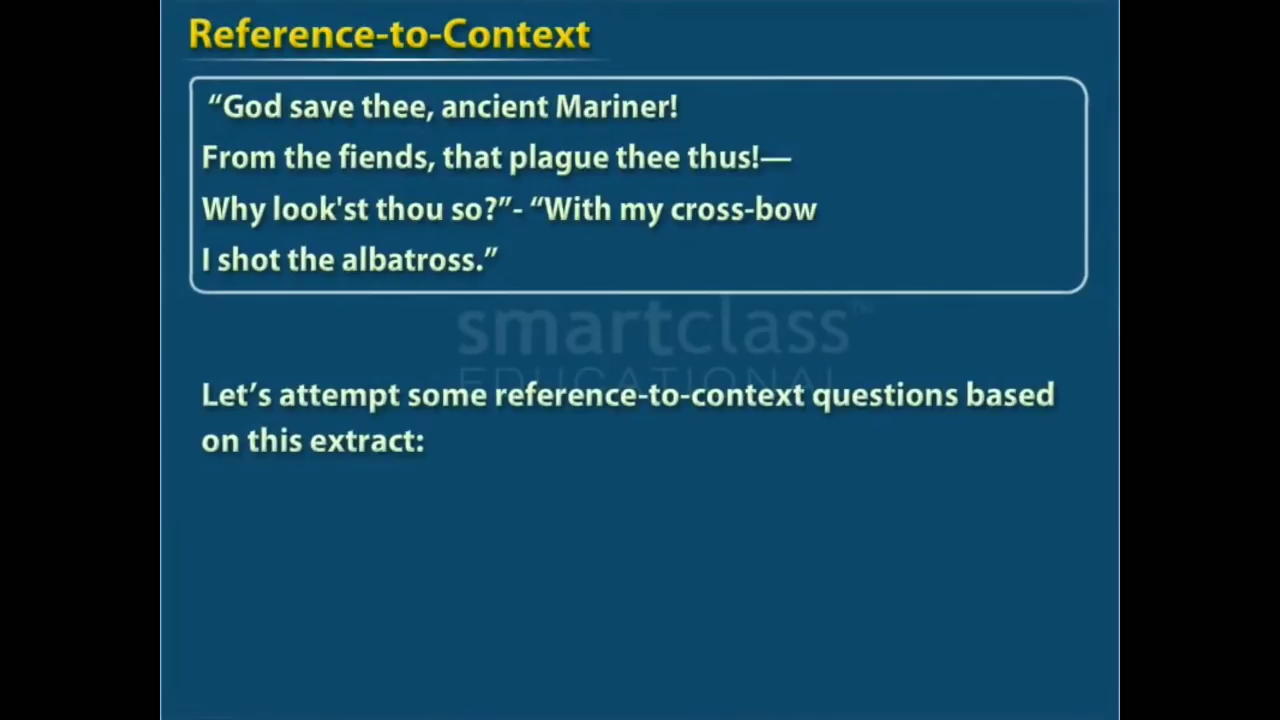 Reference-to-Context
“God save thee, ancient Mariner!
From the fiends, that plague thee thus!—
Why look'st thou so?”- “With my cross-bow
I shot the albatross.”
smartclass™
EDUCATIONAL
Let’s attempt some reference-to-context questions based
on this extract: